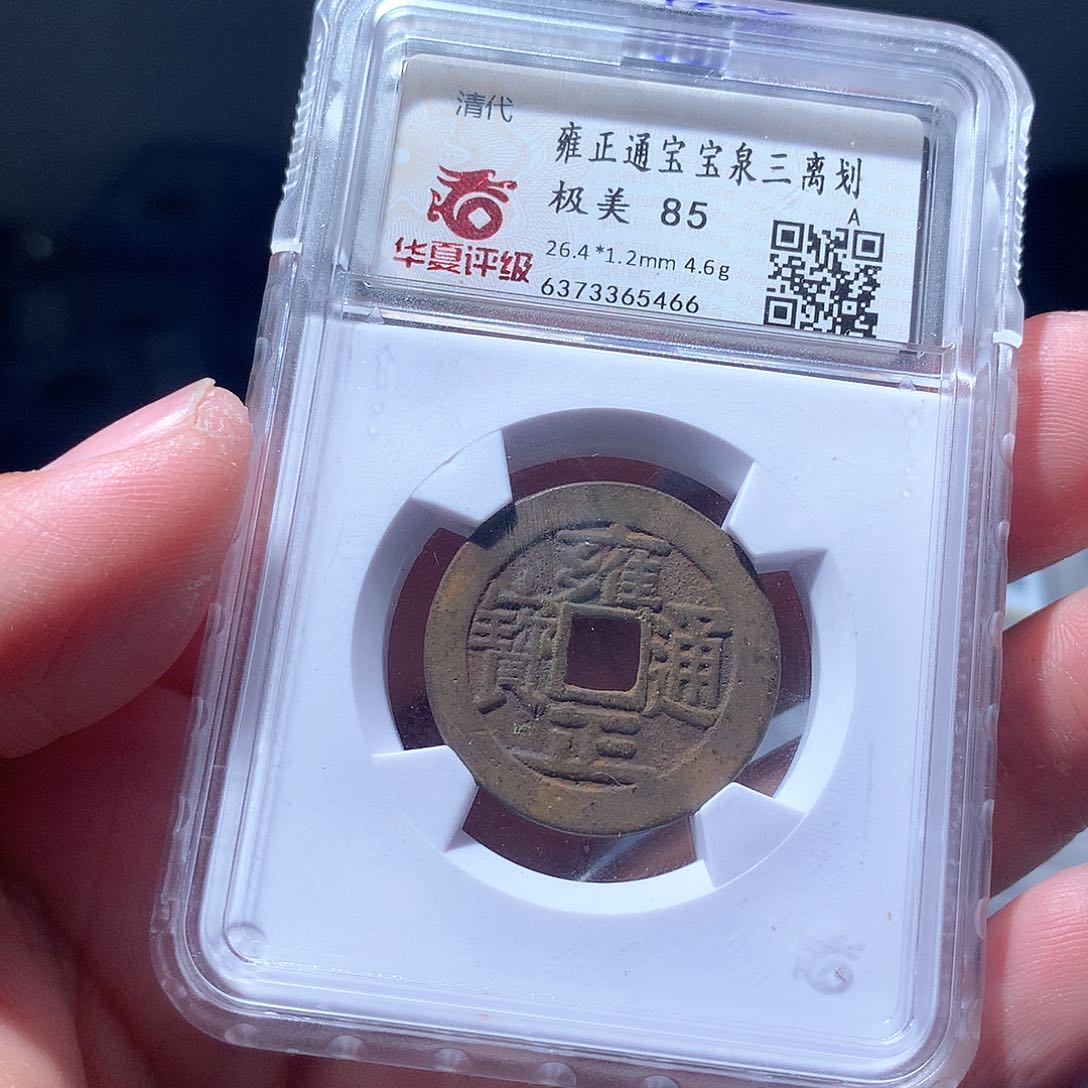 清代
雍正通宝宝泉三离划
极美 85
A
华夏评级
26.4*1.2mm 4.6g
6373365466
雍
寶 通
正